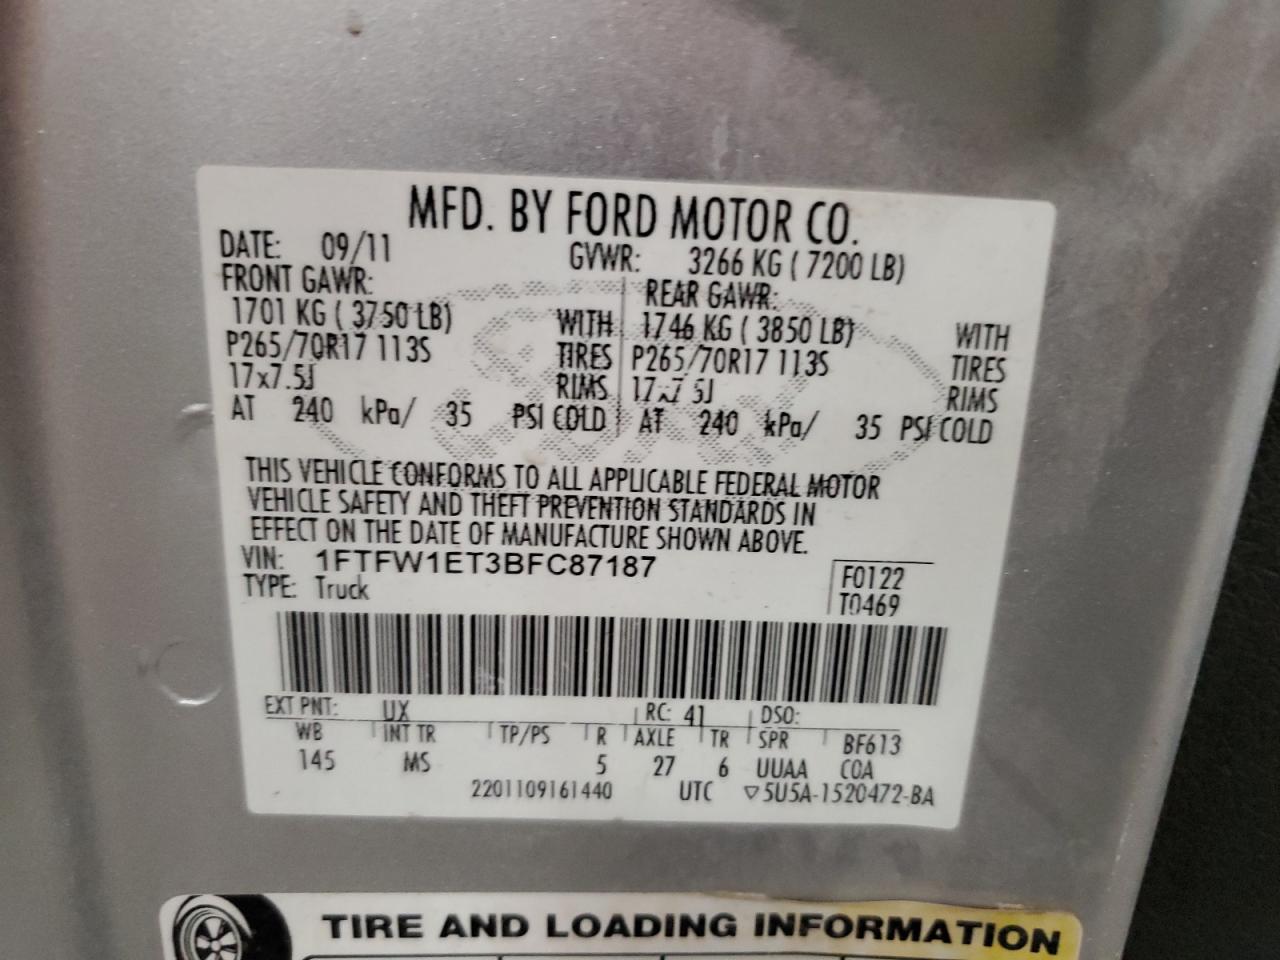 MFD. BY FORD MOTOR CO.
DATE: 09/11 GVWR: 3266 KG ( 7200 LB)
FRONT GAWR: REAR GAWR:
1701 KG ( 3750 LB) WITH 1746 KG ( 3850 LB) WITH
P265/70R17 113S TIRES P265/70R17 113S TIRES
17x7.5J RIMS 17x7.5J RIMS
AT 240 kPa/ 35 PSI COLD AT 240 kPa/ 35 PSI COLD
THIS VEHICLE CONFORMS TO ALL APPLICABLE FEDERAL MOTOR
VEHICLE SAFETY AND THEFT PREVENTION STANDARDS IN
EFFECT ON THE DATE OF MANUFACTURE SHOWN ABOVE.
VIN: 1FTFW1ET3BFC87187 F0122
TYPE: Truck T0469
EXT PNT: UX RC: 41 DSO:
WB INT TR TP/PS R AXLE TR SPR BF613
145 MS 5 27 6 UUAA COA
2201109161440 UTC ▽5U5A-1520472-BA
TIRE AND LOADING INFORMATION